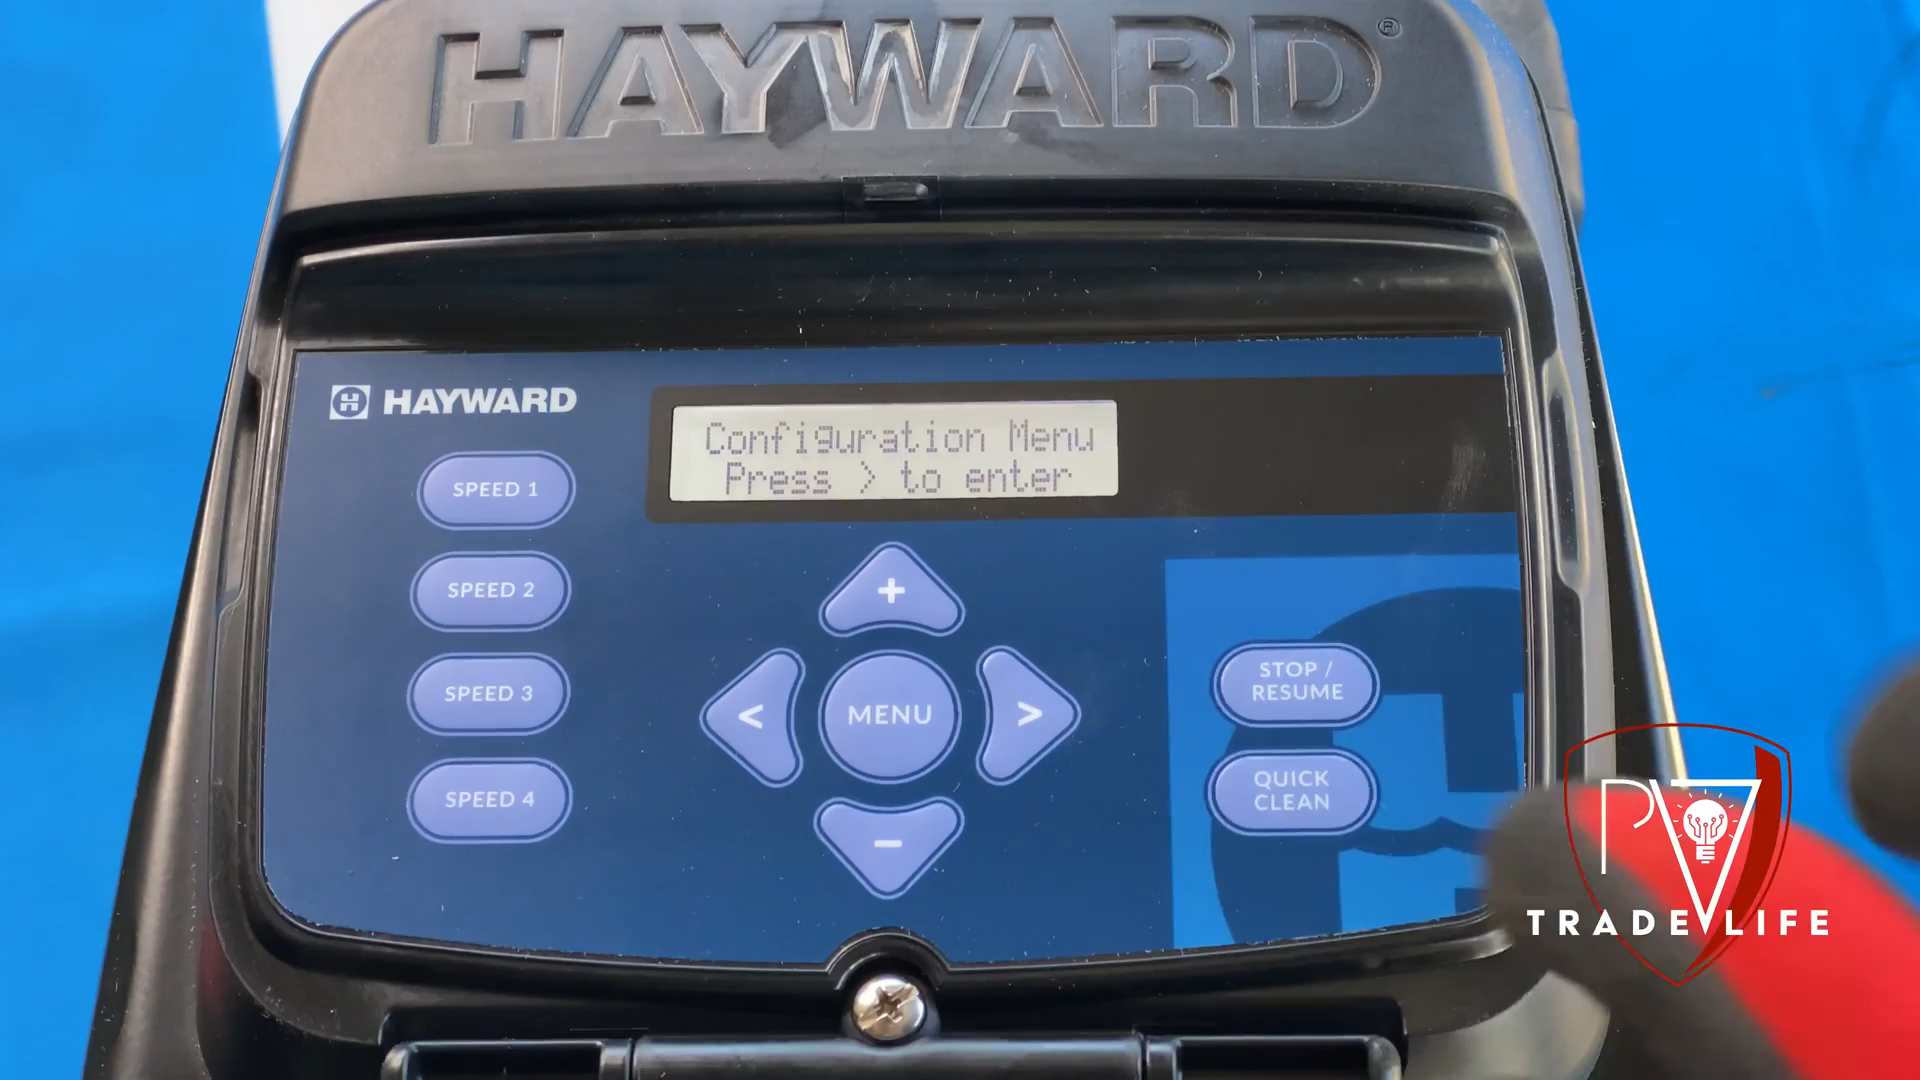 HAYWARD®
HAYWARD
Configuration Menu
Press > to enter
SPEED 1
SPEED 2
SPEED 3
SPEED 4
+
<
MENU
>
-
STOP /
RESUME
QUICK
CLEAN
PV
TRADE LIFE